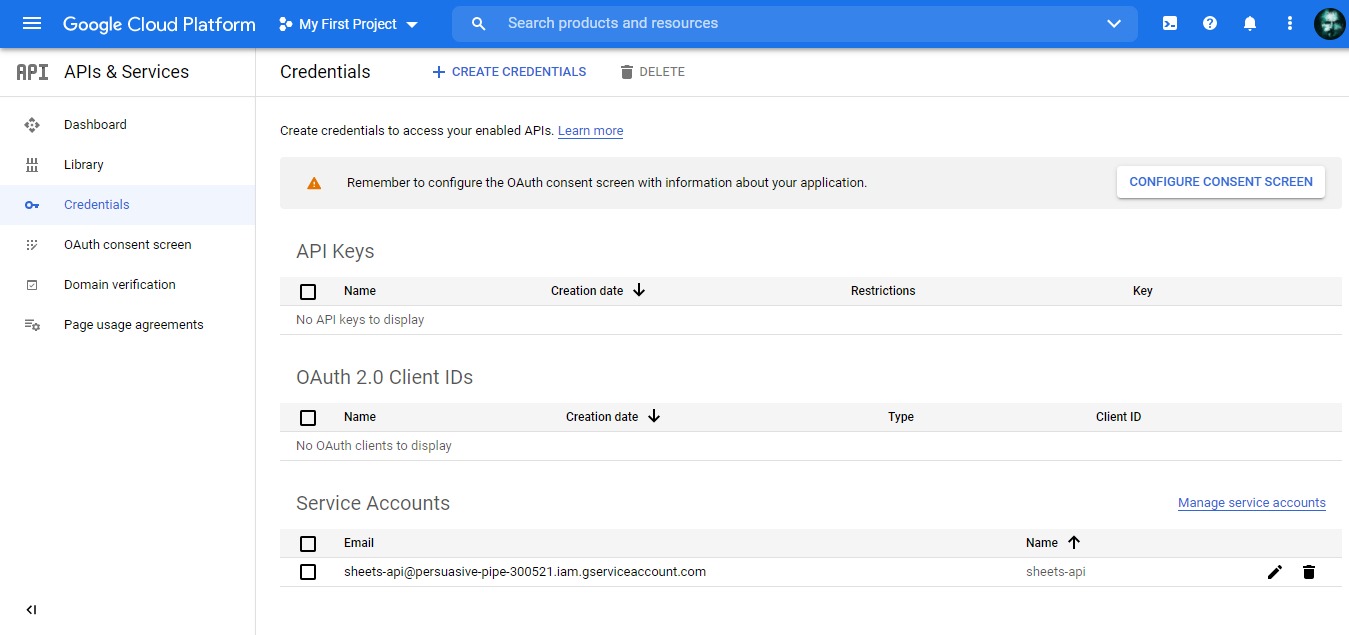 Google Cloud Platform My First Project Search products and resources
API APIs & Services Credentials CREATE CREDENTIALS DELETE
Dashboard
Library
Credentials
OAuth consent screen
Domain verification
Page usage agreements
Create credentials to access your enabled APIs. Learn more
Remember to configure the OAuth consent screen with information about your application. CONFIGURE CONSENT SCREEN
API Keys
Name Creation date Restrictions Key
No API keys to display
OAuth 2.0 Client IDs
Name Creation date Type Client ID
No OAuth clients to display
Service Accounts Manage service accounts
Email Name
sheets-api@persuasive-pipe-300521.iam.gserviceaccount.com sheets-api